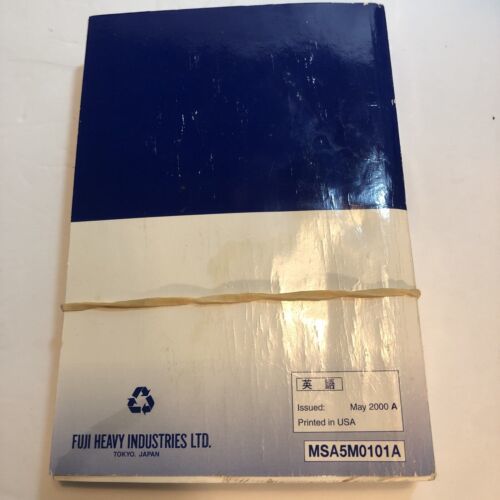 英語
Issued: May 2000 A
Printed in USA
FUJI HEAVY INDUSTRIES LTD.
TOKYO, JAPAN
MSA5M0101A